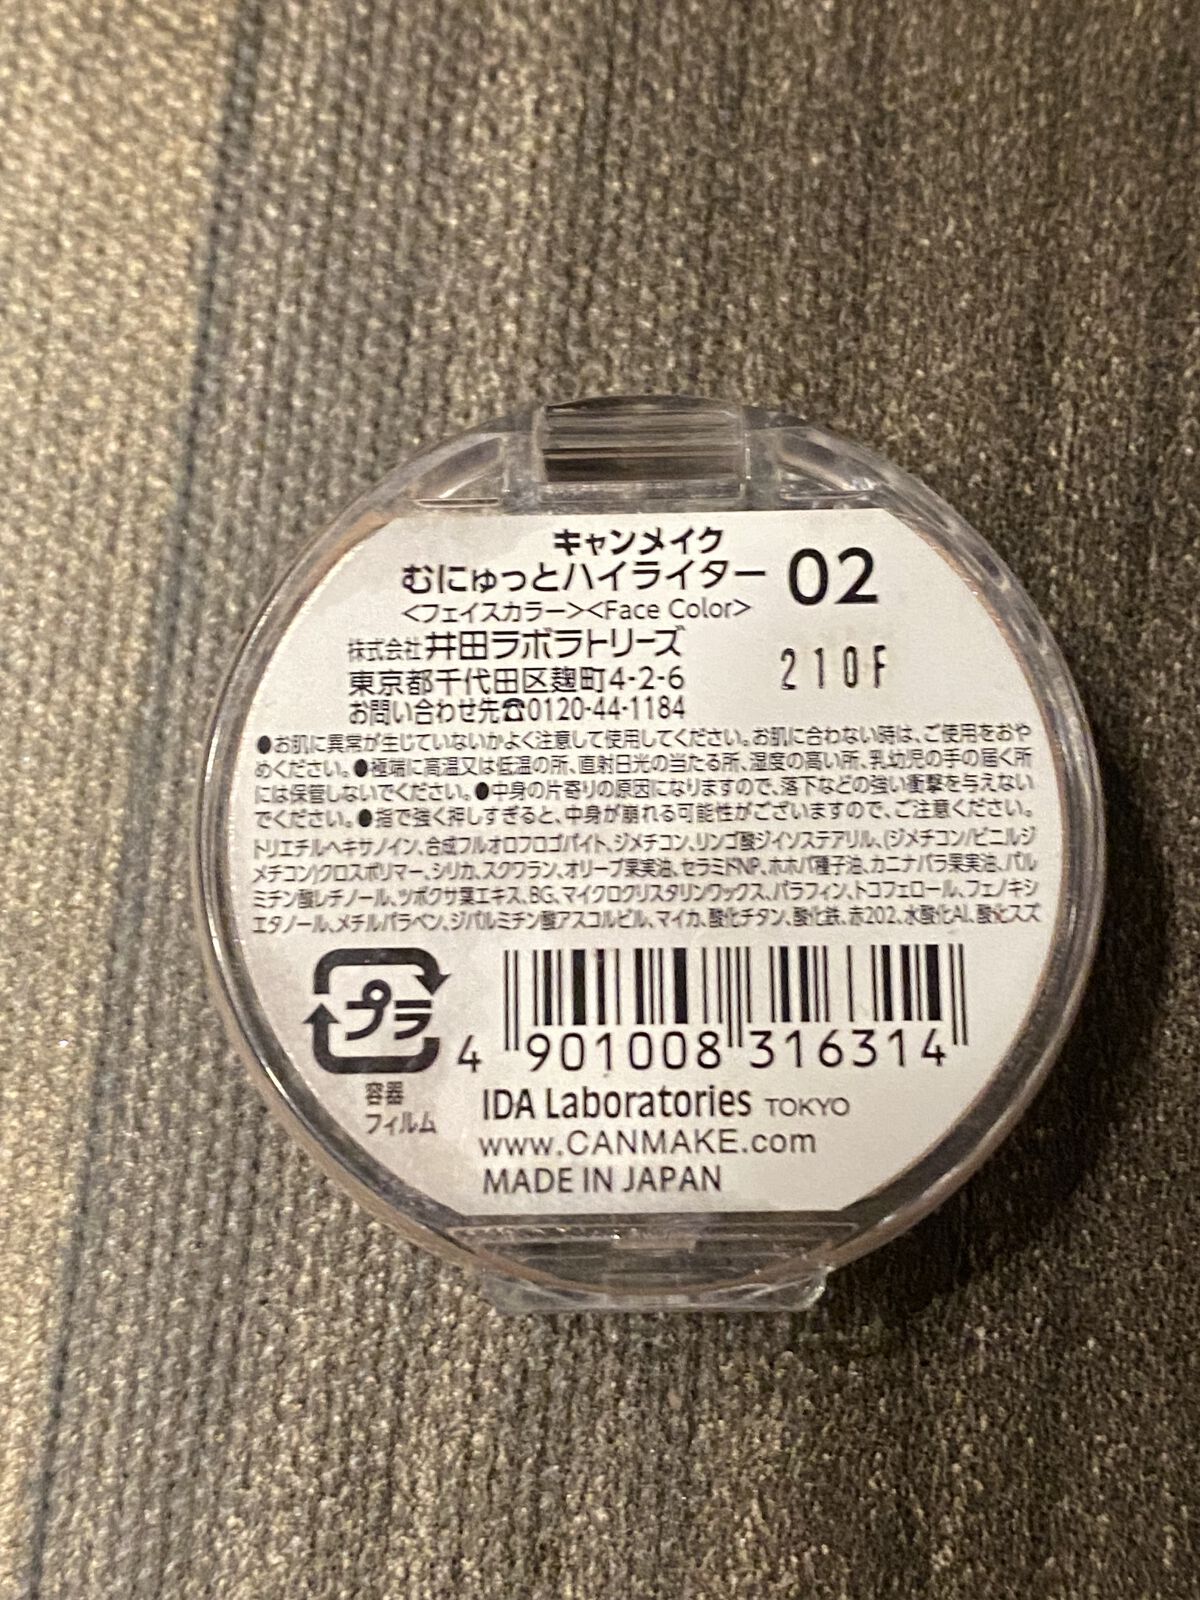 キャンメイク
むにゅっとハイライター 02
<フェイスカラー><Face Color>
株式会社 井田ラボラトリーズ
東京都千代田区麹町4-2-6
お問い合わせ先☎0120-44-1184
210F
●お肌に異常が生じていないかよく注意して使用してください。お肌に合わない時は、ご使用をおや
めください。●極端に高温又は低温の所、直射日光の当たる所、湿度の高い所、乳幼児の手の届く所
には保管しないでください。●中身の片寄りの原因になりますので、落下などの強い衝撃を与えない
でください。●指で強く押しすぎると、中身が崩れる可能性がございますので、ご注意ください。
トリエチルヘキサノイン、合成フルオロフロゴパイト、ジメチコン、リンゴ酸ジイソステアリル、(ジメチコン/ビニルジ
メチコン)クロスポリマー、シリカ、スクワラン、オリーブ果実油、セラミドNP、ホホバ種子油、カニナバラ果実油、パル
ミチン酸レチノール、ツボクサ葉エキス、BG、マイクロクリスタリンワックス、パラフィン、トコフェロール、フェノキシ
エタノール、メチルパラベン、ジパルミチン酸アスコルビル、マイカ、酸化チタン、酸化鉄、赤202、水酸化Al、酸化スズ
プラ
容器
フィルム
4 901008 316314
IDA Laboratories TOKYO
www.CANMAKE.com
MADE IN JAPAN